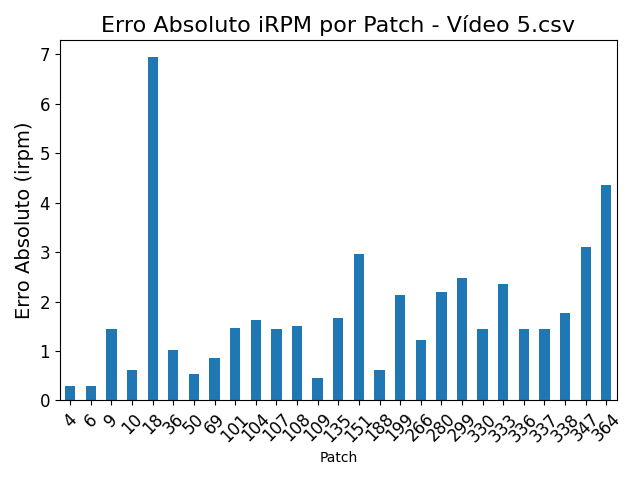 Erro Absoluto iRPM por Patch - Vídeo 5.csv
Erro Absoluto (irpm)
7
6
5
4
3
2
1
0
4 6 9 10 18 36 50 69 101 104 107 108 109 135 151 188 199 266 280 299 330 333 336 337 338 347 364
Patch